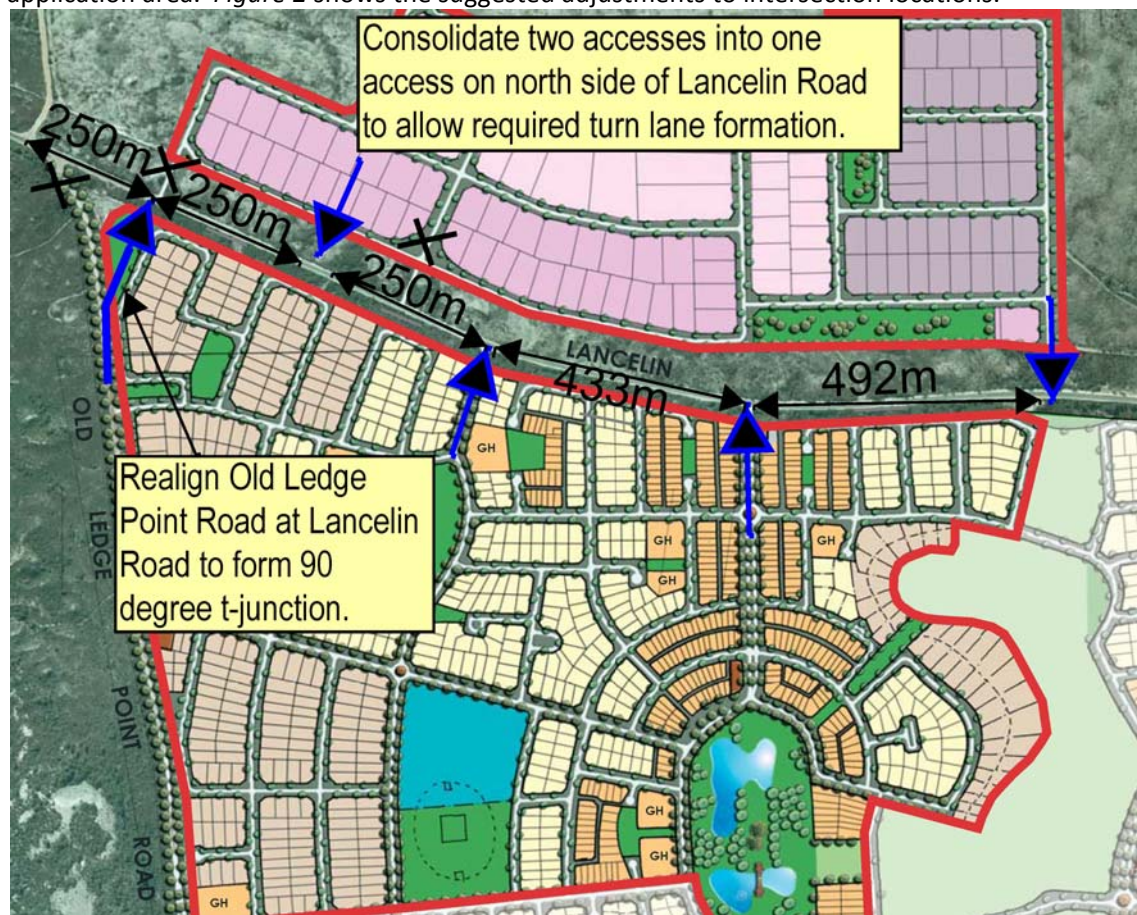 application area. Figure 2 shows the suggested adjustments to intersection locations.
Consolidate two accesses into one
access on north side of Lancelin Road
to allow required turn lane formation.
250m
250m
250m
LANCELIN
433m
492m
GH
OLD
Realign Old Ledge
Point Road at Lancelin
Road to form 90
degree t-junction.
LEDGE
GH
GH
GH
POINT
ROAD
GH
GH
GH